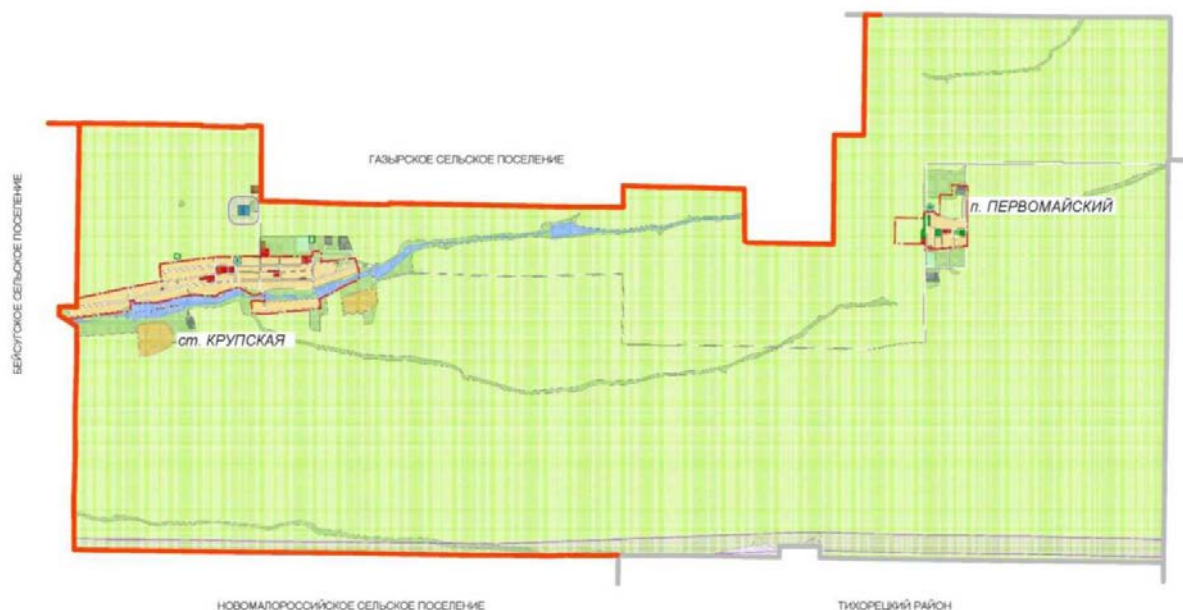 ГАЗЫРСКОЕ СЕЛЬСКОЕ ПОСЕЛЕНИЕ
БЕЙСУГСКОЕ СЕЛЬСКОЕ ПОСЕЛЕНИЕ
п. ПЕРВОМАЙСКИЙ
ст. КРУПСКАЯ
НОВОМАЛОРОССИЙСКОЕ СЕЛЬСКОЕ ПОСЕЛЕНИЕ
ТИХОРЕЦКИЙ РАЙОН